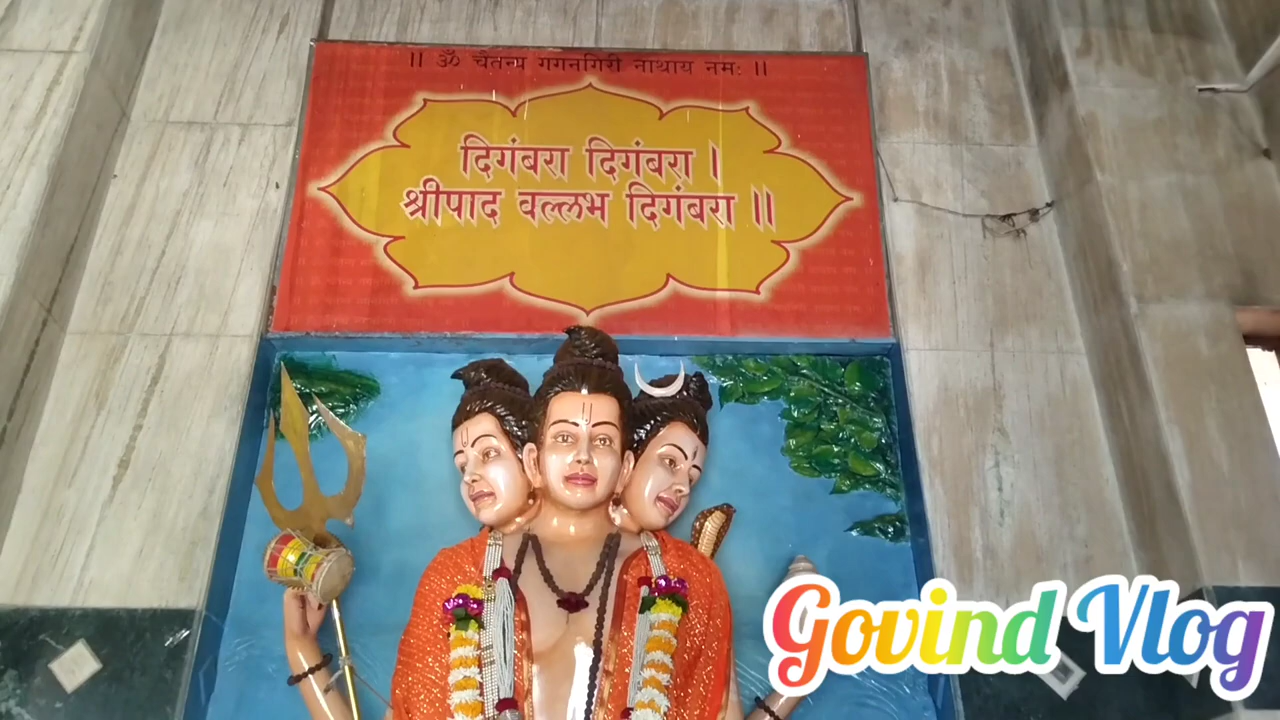 ।। ॐ चैतन्य गगनगिरी नाथाय नमः ।।
दिगंबरा दिगंबरा ।
श्रीपाद वल्लभ दिगंबरा ।।
Govind Vlog